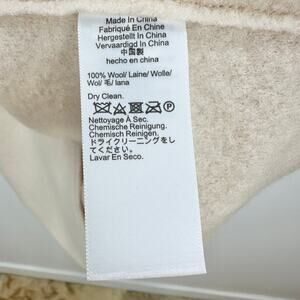 Made In China
Fabriqué En Chine
Hergestellt In China
Vervaardigd In China
中国製
hecho en china
100% Wool/ Laine/ Wolle/
Wol/ 毛/ lana
Dry Clean.
P
Nettoyage À Sec.
Chemische Reinigung.
Chemisch Reinigen.
ドライクリーニングをし
てください。
Lavar En Seco.